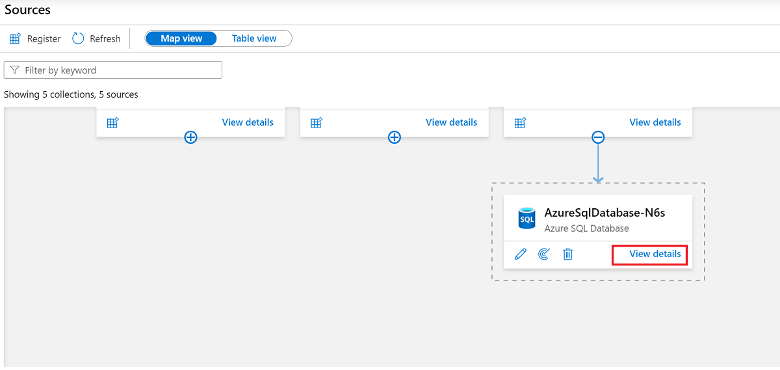 Sources
Register Refresh Map view Table view
Filter by keyword
Showing 5 collections, 5 sources
View details View details View details
SQL AzureSqlDatabase-N6s
Azure SQL Database
View details